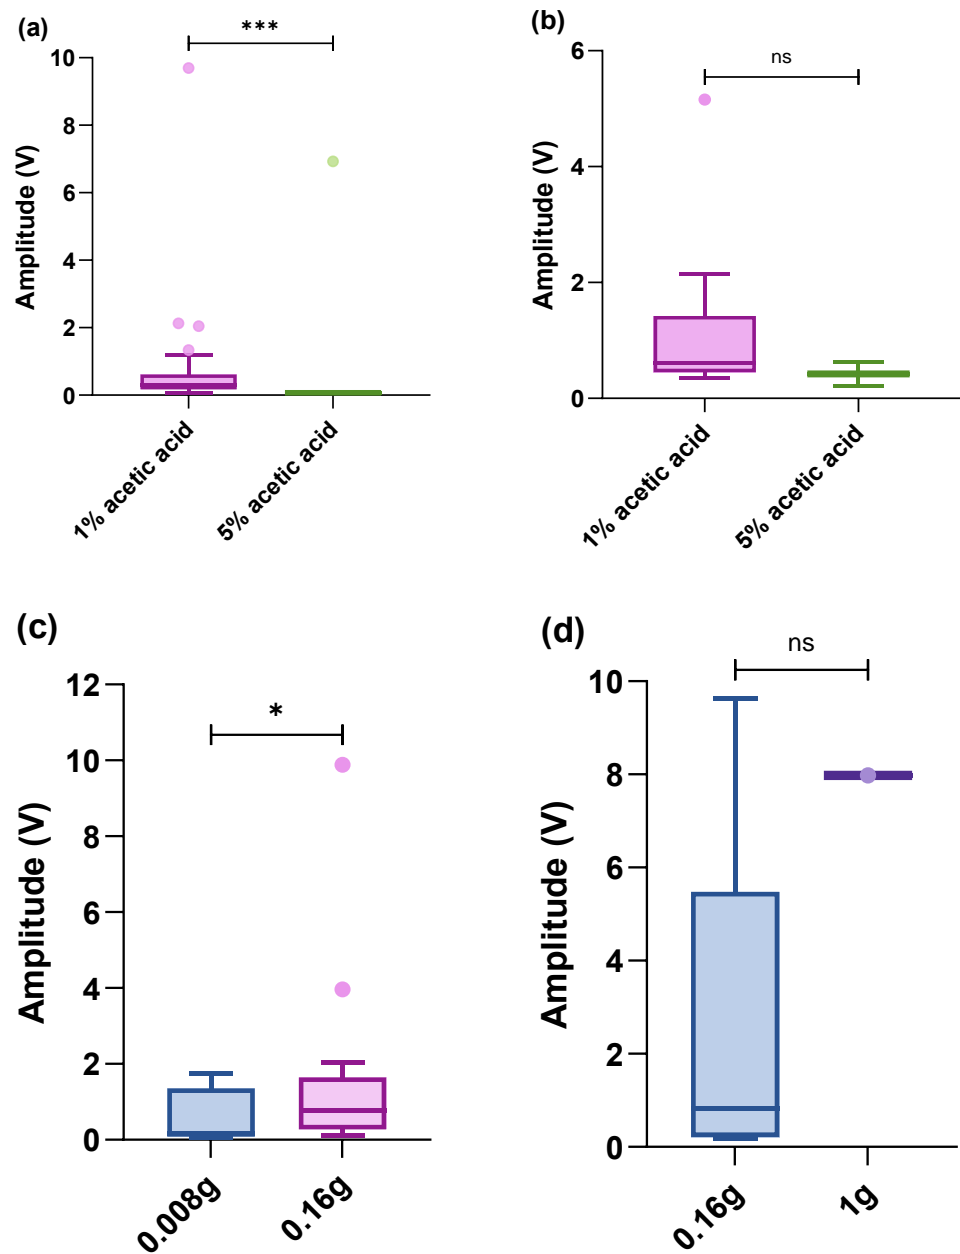 (a)
***
Amplitude (V)
10
8
6
4
2
0
1% acetic acid
5% acetic acid
(b)
ns
Amplitude (V)
6
4
2
0
1% acetic acid
5% acetic acid
(c)
*
Amplitude (V)
12
10
8
6
4
2
0
0.008g
0.16g
(d)
ns
Amplitude (V)
10
8
6
4
2
0
0.16g
1g